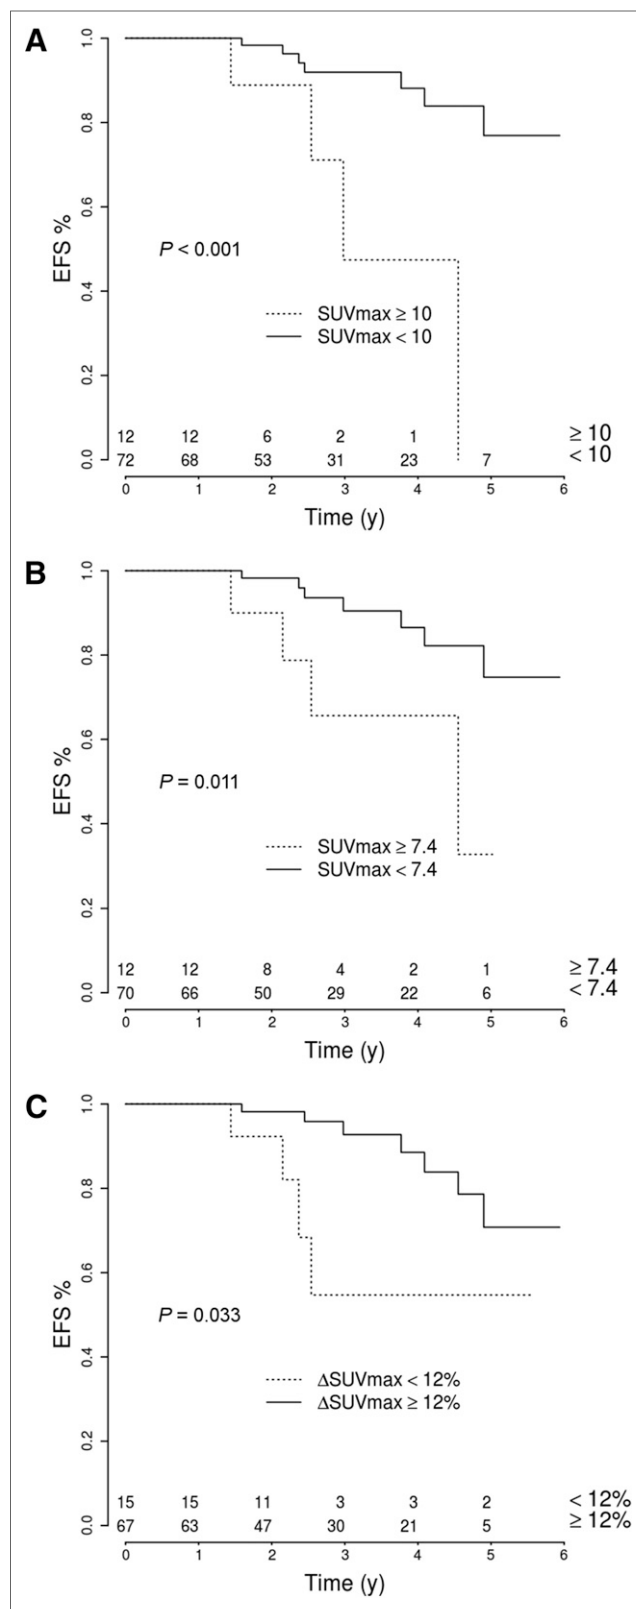 A
EFS %
1.0
0.8
0.6
0.4
0.2
0.0
P < 0.001
SUVmax ≥ 10
SUVmax < 10
12 12 6 2 1 ≥ 10
72 68 53 31 23 7 < 10
0 1 2 3 4 5 6
Time (y)
B
EFS %
1.0
0.8
0.6
0.4
0.2
0.0
P = 0.011
SUVmax ≥ 7.4
SUVmax < 7.4
12 12 8 4 2 1 ≥ 7.4
70 66 50 29 22 6 < 7.4
0 1 2 3 4 5 6
Time (y)
C
EFS %
1.0
0.8
0.6
0.4
0.2
0.0
P = 0.033
ΔSUVmax < 12%
ΔSUVmax ≥ 12%
15 15 11 3 3 2 < 12%
67 63 47 30 21 5 ≥ 12%
0 1 2 3 4 5 6
Time (y)